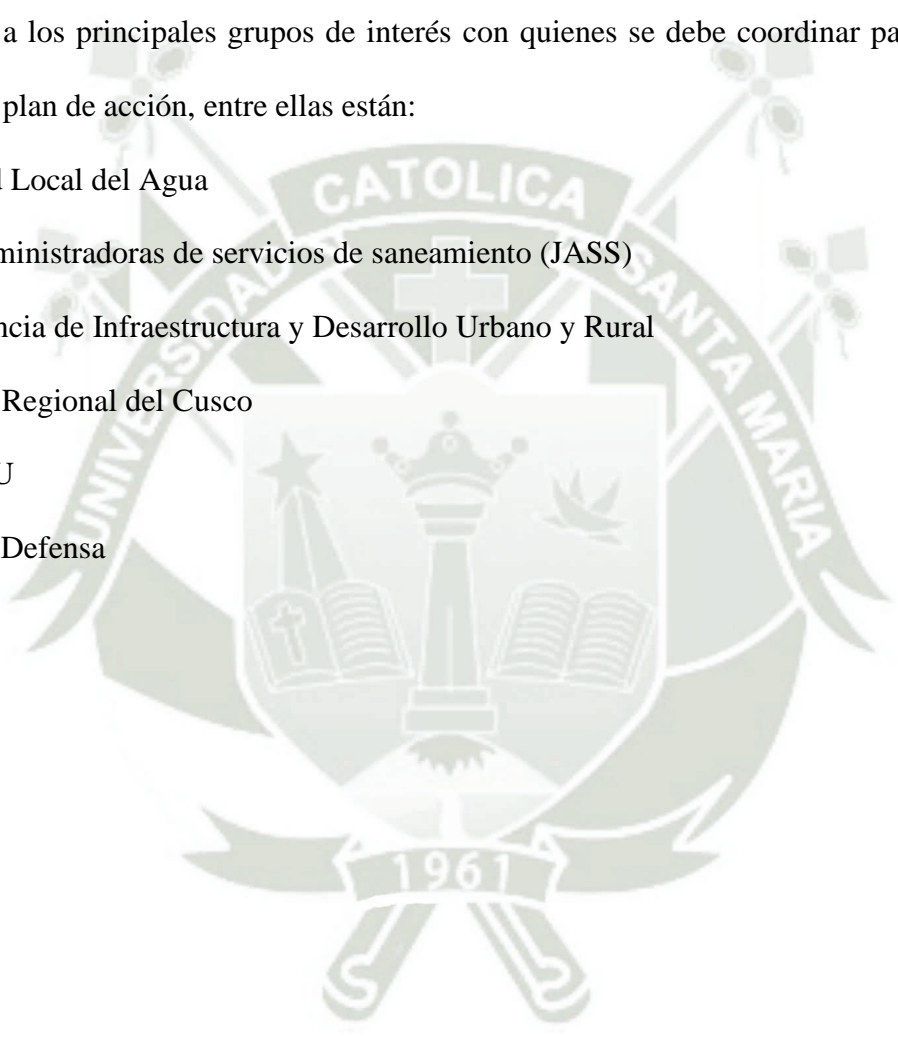 a los principales grupos de interés con quienes se debe coordinar pa
plan de acción, entre ellas están:
l Local del Agua
ministradoras de servicios de saneamiento (JASS)
ncia de Infraestructura y Desarrollo Urbano y Rural
Regional del Cusco
U
Defensa
UNIVERSIDAD CATOLICA SANTA MARIA
1961